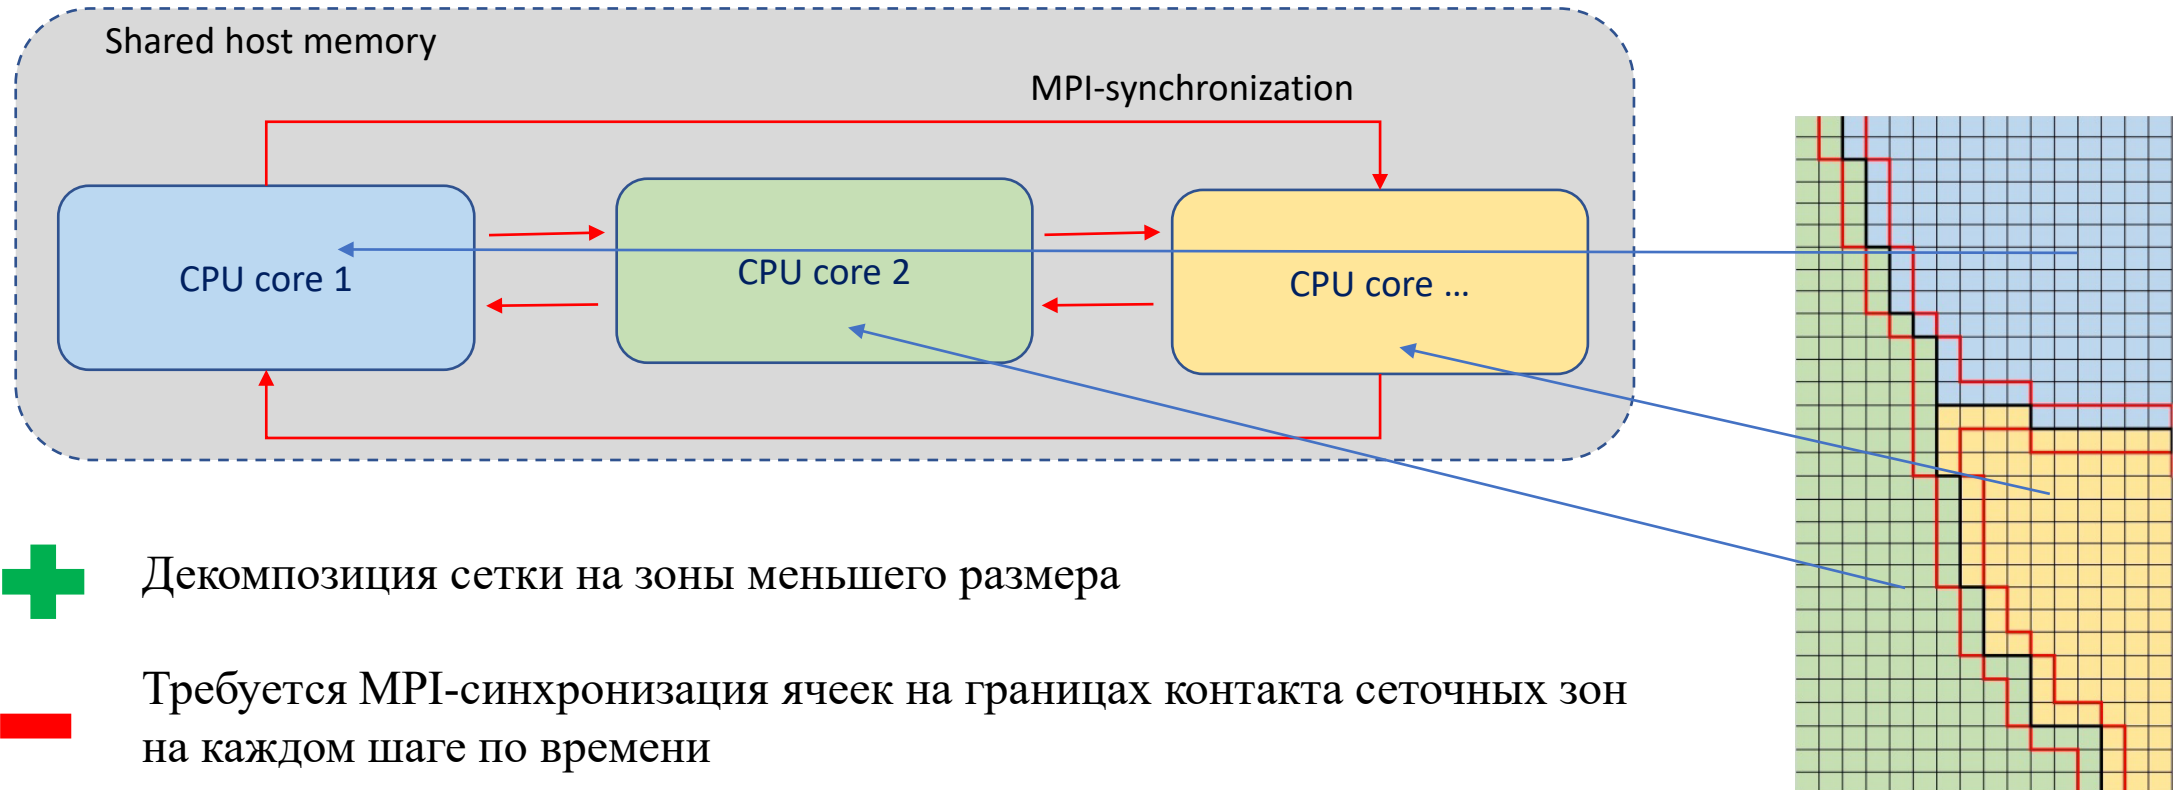 Shared host memory
MPI-synchronization
CPU core 1
CPU core 2
CPU core ...
Декомпозиция сетки на зоны меньшего размера
Требуется MPI-синхронизация ячеек на границах контакта сеточных зон
на каждом шаге по времени